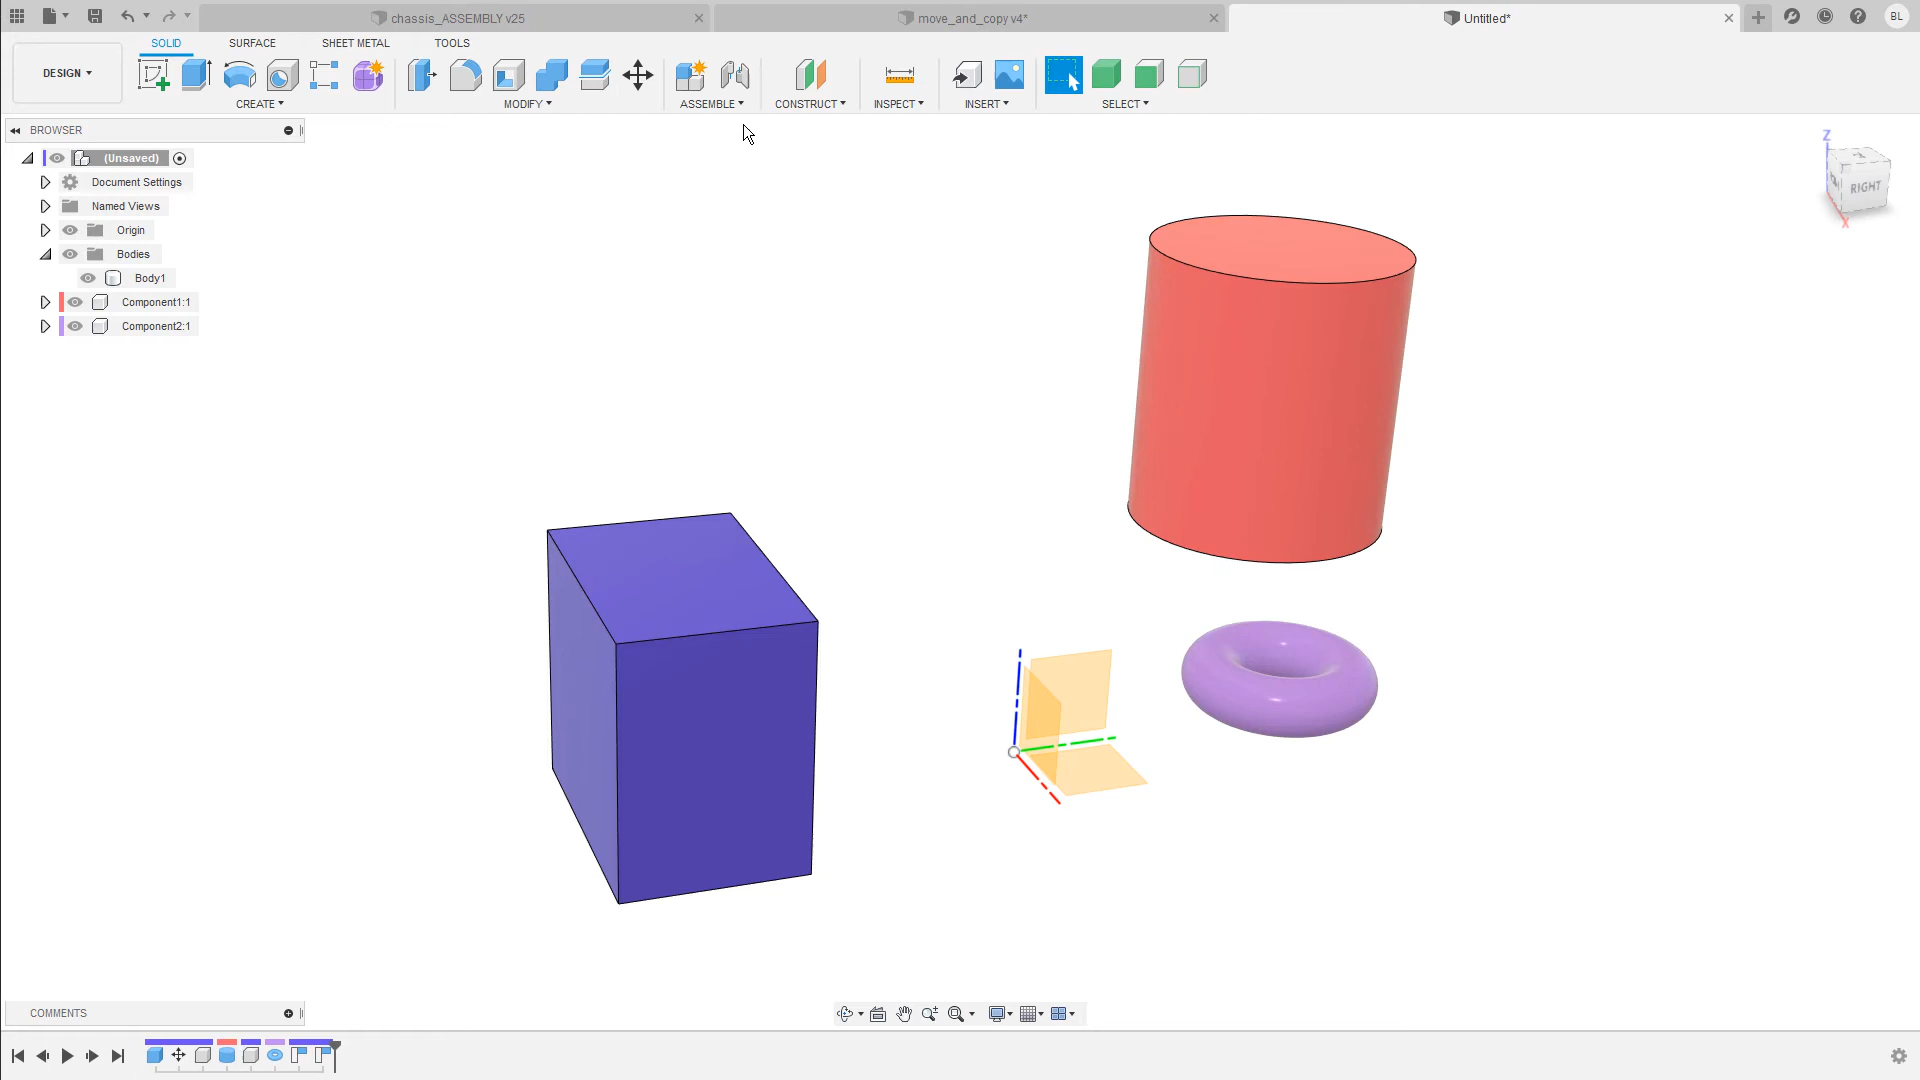 chassis_ASSEMBLY v25
move_and_copy v4*
Untitled*
BL
DESIGN
SOLID
SURFACE
SHEET METAL
TOOLS
CREATE
MODIFY
ASSEMBLE
CONSTRUCT
INSPECT
INSERT
SELECT
BROWSER
(Unsaved)
Document Settings
Named Views
Origin
Bodies
Body1
Component1:1
Component2:1
Z
RIGHT
X
COMMENTS